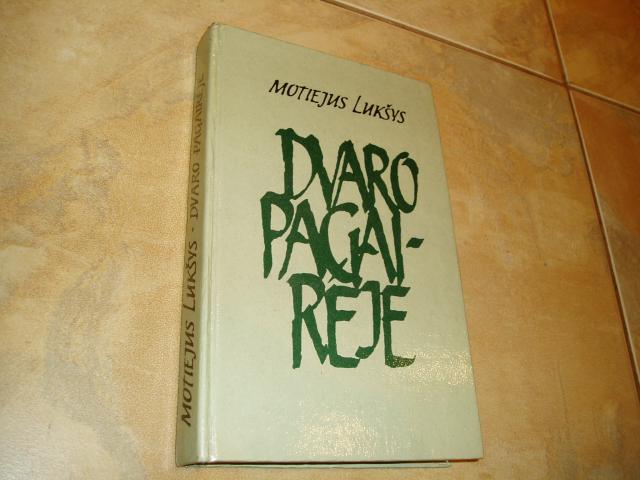 MOTIEJUS LUKŠYS
DVARO
PAGAI-
RĖJE
MOTIEJUS LUKŠYS - DVARO PAGAIRĖJE